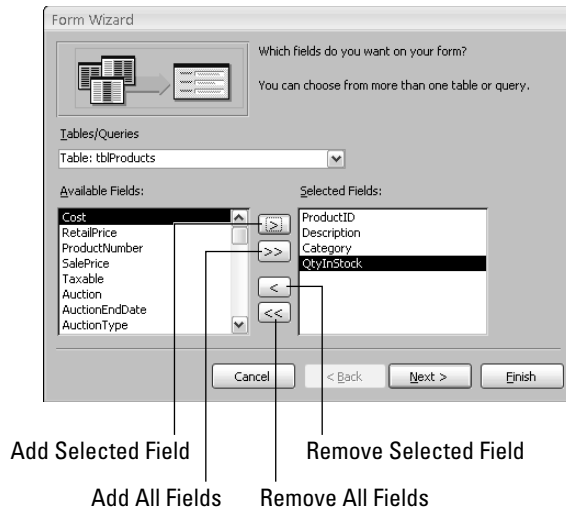 Form Wizard
Which fields do you want on your form?
You can choose from more than one table or query.
Tables/Queries
Table: tblProducts
Available Fields:
Selected Fields:
Cost
RetailPrice
ProductNumber
SalePrice
Taxable
Auction
AuctionEndDate
AuctionType
>
>>
<
<<
ProductID
Description
Category
QtyInStock
Cancel
< Back
Next >
Finish
Add Selected Field
Remove Selected Field
Add All Fields
Remove All Fields